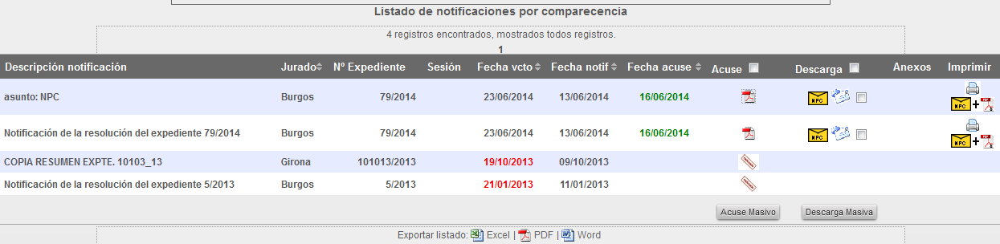 Listado de notificaciones por comparecencia
4 registros encontrados, mostrados todos registros.
1
Descripción notificación Jurado Nº Expediente Sesión Fecha vcto Fecha notif Fecha acuse Acuse Descarga Anexos Imprimir
asunto: NPC Burgos 79/2014 23/06/2014 13/06/2014 16/06/2014 NPC NPC +
Notificación de la resolución del expediente 79/2014 Burgos 79/2014 23/06/2014 13/06/2014 16/06/2014 NPC NPC +
COPIA RESUMEN EXPTE. 10103_13 Girona 101013/2013 19/10/2013 09/10/2013
Notificación de la resolución del expediente 5/2013 Burgos 5/2013 21/01/2013 11/01/2013
Acuse Masivo Descarga Masiva
Exportar listado: Excel | PDF | Word